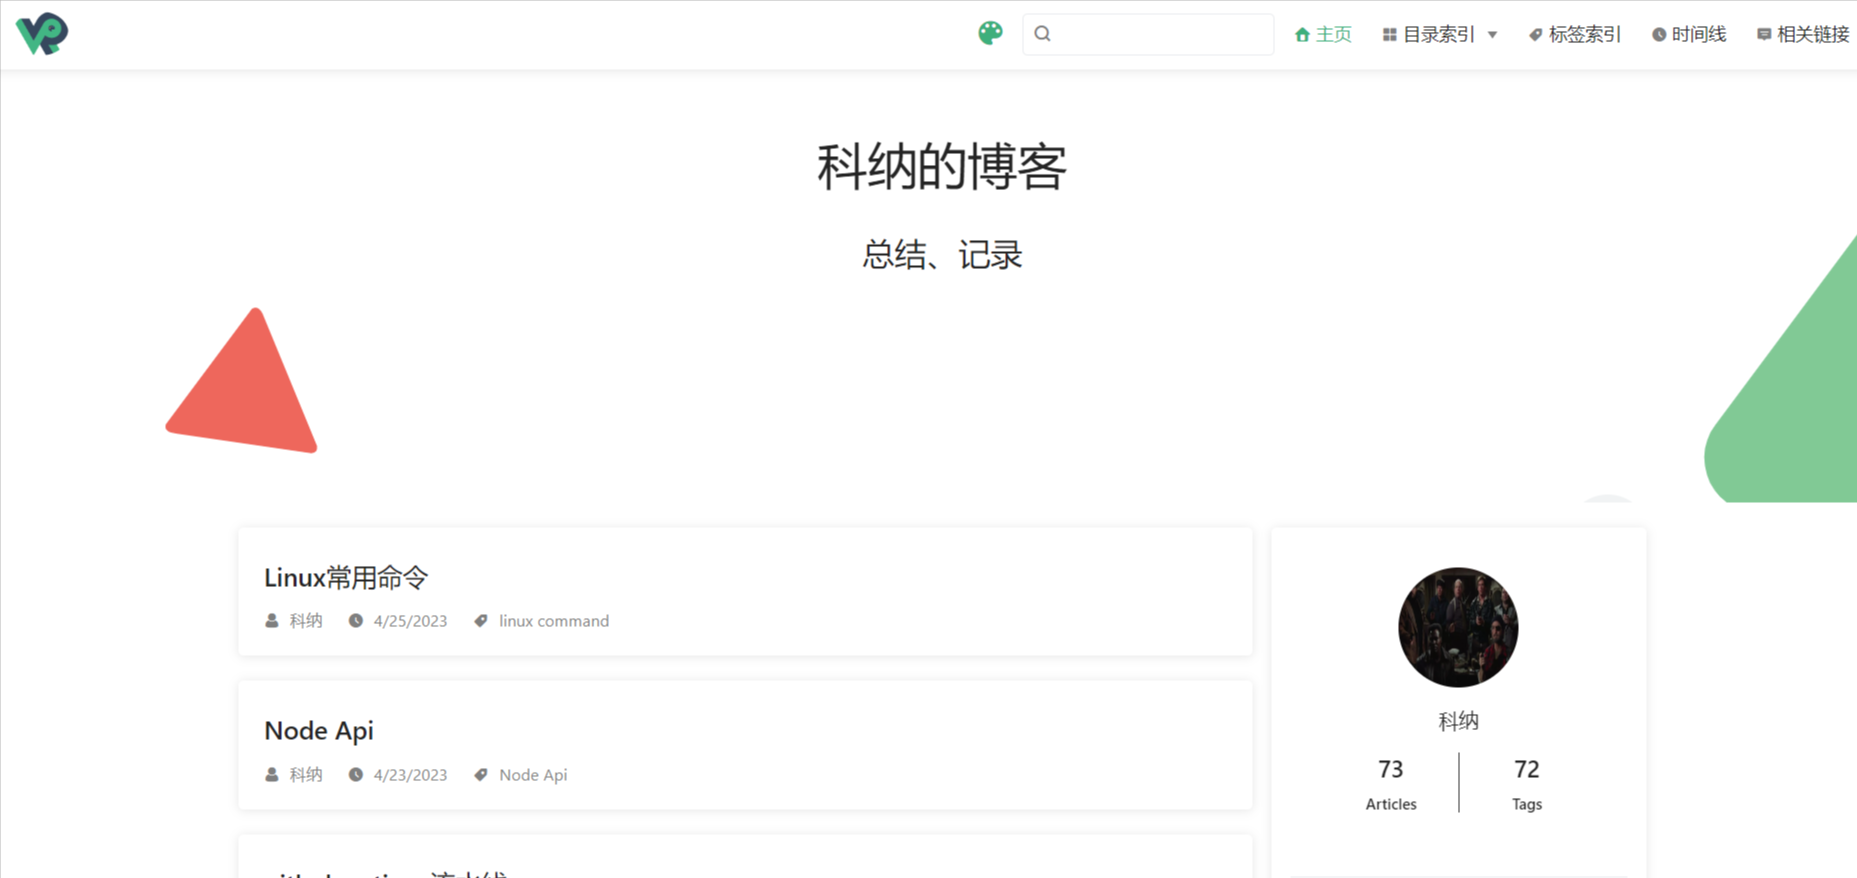 主页 目录索引 标签索引 时间线 相关链接
科纳的博客
总结、记录
Linux常用命令
科纳 4/25/2023 linux command
Node Api
科纳 4/23/2023 Node Api
科纳
73 72
Articles Tags